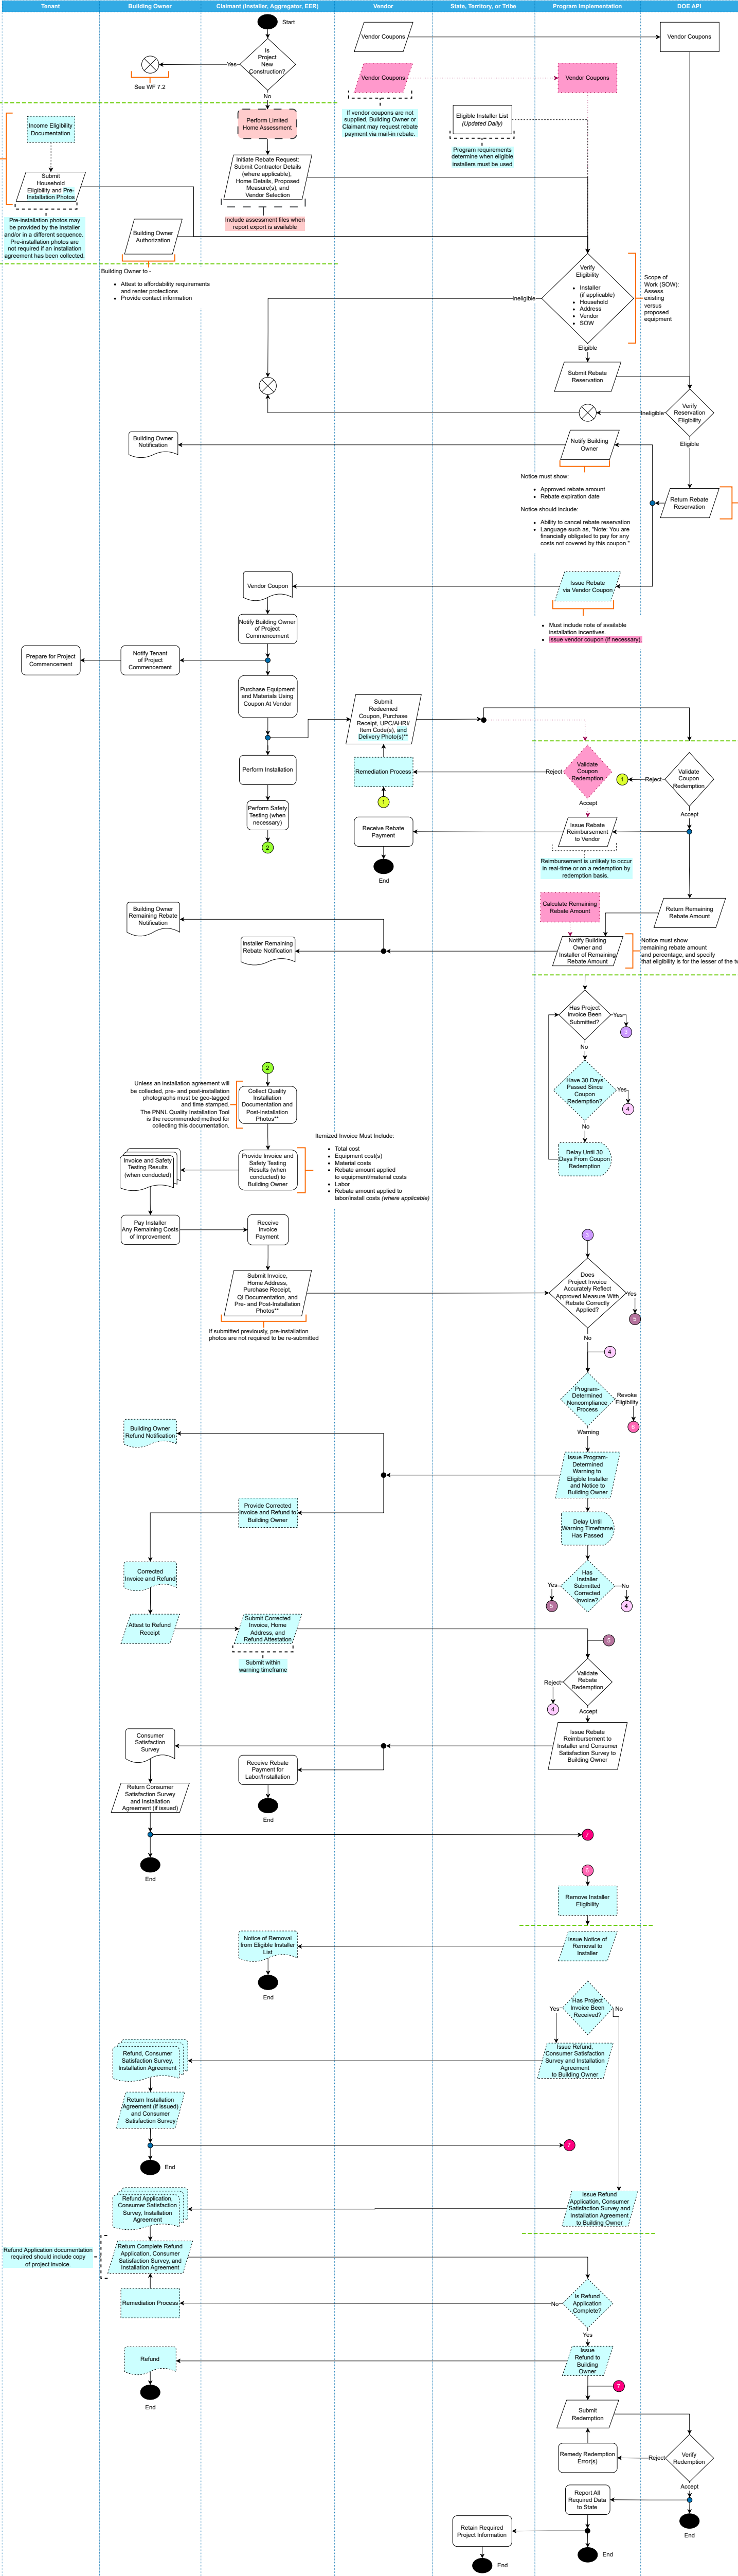 Tenant
Building Owner
Claimant (Installer, Aggregator, EER)
Vendor
State, Territory, or Tribe
Program Implementation
DOE API
Start
Is
Project
New
Construction?
Yes
No
See WF 7.2
Vendor Coupons
Vendor Coupons
Vendor Coupons
Vendor Coupons
If vendor coupons are not
supplied, Building Owner or
Claimant may request rebate
payment via mail-in rebate.
Eligible Installer List
(Updated Daily)
Program requirements
determine when eligible
installers must be used
Income Eligibility
Documentation
Perform Limited
Home Assessment
Submit
Household
Eligibility and Pre-
Installation Photos
Initiate Rebate Request:
Submit Contractor Details
(where applicable),
Home Details, Proposed
Measure(s), and
Vendor Selection
Include assessment files when
report export is available
Pre-installation photos may
be provided by the Installer
and/or in a different sequence.
Pre-installation photos are
not required if an installation
agreement has been collected.
Building Owner
Authorization
Building Owner to -
• Attest to affordability requirements
and renter protections
• Provide contact information
Verify
Eligibility
• Installer
(if applicable)
• Household
• Address
• Vendor
• SOW
Ineligible
Eligible
Scope of
Work (SOW):
Assess
existing
versus
proposed
equipment
Submit Rebate
Reservation
Verify
Reservation
Eligibility
Ineligible
Eligible
Building Owner
Notification
Notify Building
Owner
Notice must show:
• Approved rebate amount
• Rebate expiration date
Notice should include:
• Ability to cancel rebate reservation
• Language such as, "Note: You are
financially obligated to pay for any
costs not covered by this coupon."
Return Rebate
Reservation
Vendor Coupon
Issue Rebate
via Vendor Coupon
• Must include note of available
installation incentives.
• Issue vendor coupon (if necessary).
Notify Building Owner
of Project
Commencement
Prepare for Project
Commencement
Notify Tenant
of Project
Commencement
Purchase Equipment
and Materials Using
Coupon At Vendor
Submit
Redeemed
Coupon, Purchase
Receipt, UPC/AHRI/
Item Code(s), and
Delivery Photo(s)**
Perform Installation
Remediation Process
Reject
Validate
Coupon
Redemption
Accept
1
Reject
Validate
Coupon
Redemption
Accept
1
Perform Safety
Testing (when
necessary)
2
Receive Rebate
Payment
End
Issue Rebate
Reimbursement
to Vendor
Reimbursement is unlikely to occur
in real-time or on a redemption by
redemption basis.
Building Owner
Remaining Rebate
Notification
Calculate Remaining
Rebate Amount
Return Remaining
Rebate Amount
Installer Remaining
Rebate Notification
Notify Building
Owner and
Installer of Remaining
Rebate Amount
Notice must show
remaining rebate amount
and percentage, and specify
that eligibility is for the lesser of the
Has Project
Invoice Been
Submitted?
Yes
3
No
2
Unless an installation agreement will
be collected, pre- and post-installation
photographs must be geo-tagged
and time stamped.
The PNNL Quality Installation Tool
is the recommended method for
collecting this documentation.
Collect Quality
Installation
Documentation and
Post-Installation
Photos**
Have 30 Days
Passed Since
Coupon
Redemption?
Yes
4
No
Delay Until 30
Days From Coupon
Redemption
Itemized Invoice Must Include:
• Total cost
• Equipment cost(s)
• Material costs
• Rebate amount applied
to equipment/material costs
• Labor
• Rebate amount applied to
labor/install costs (where applicable)
Invoice and Safety
Testing Results
(when conducted)
Provide Invoice and
Safety Testing
Results (when
conducted) to
Building Owner
Pay Installer
Any Remaining Costs
of Improvement
Receive
Invoice
Payment
3
Submit Invoice,
Home Address,
Purchase Receipt,
QI Documentation, and
Pre- and Post-Installation
Photos**
If submitted previously, pre-installation
photos are not required to be re-submitted
Does
Project Invoice
Accurately Reflect
Approved Measure With
Rebate Correctly
Applied?
Yes
5
No
4
Program-
Determined
Noncompliance
Process
Revoke
Eligibility
6
Warning
Building Owner
Refund Notification
Issue Program-
Determined
Warning to
Eligible Installer
and Notice to
Building Owner
Provide Corrected
Invoice and Refund to
Building Owner
Delay Until
Warning Timeframe
Has Passed
Corrected
Invoice and Refund
Has
Installer
Submitted
Corrected
Invoice?
Yes
No
5
4
Attest to Refund
Receipt
Submit Corrected
Invoice, Home
Address, and
Refund Attestation
Submit within
warning timeframe
5
Validate
Rebate
Redemption
Reject
4
Accept
Consumer
Satisfaction
Survey
Issue Rebate
Reimbursement to
Installer and Consumer
Satisfaction Survey to
Building Owner
Receive Rebate
Payment for
Labor/Installation
End
Return Consumer
Satisfaction Survey
and Installation
Agreement (if issued)
7
End
6
Remove Installer
Eligibility
Notice of Removal
from Eligible Installer
List
Issue Notice of
Removal to
Installer
End
Has Project
Invoice Been
Received?
Yes
No
Refund, Consumer
Satisfaction Survey,
Installation Agreement
Issue Refund,
Consumer Satisfaction
Survey and Installation
Agreement
to Building Owner
Return Installation
Agreement (if issued)
and Consumer
Satisfaction Survey
7
End
Refund Application,
Consumer Satisfaction
Survey, Installation
Agreement
Issue Refund
Application, Consumer
Satisfaction Survey and
Installation Agreement
to Building Owner
Refund Application documentation
required should include copy
of project invoice.
Return Complete Refund
Application, Consumer
Satisfaction Survey, and
Installation Agreement
Remediation Process
No
Is Refund
Application
Complete?
Yes
Refund
Issue
Refund to
Building
Owner
End
7
Submit
Redemption
Remedy Redemption
Error(s)
Reject
Verify
Redemption
Accept
Report All
Required Data
to State
Retain Required
Project Information
End
End
End